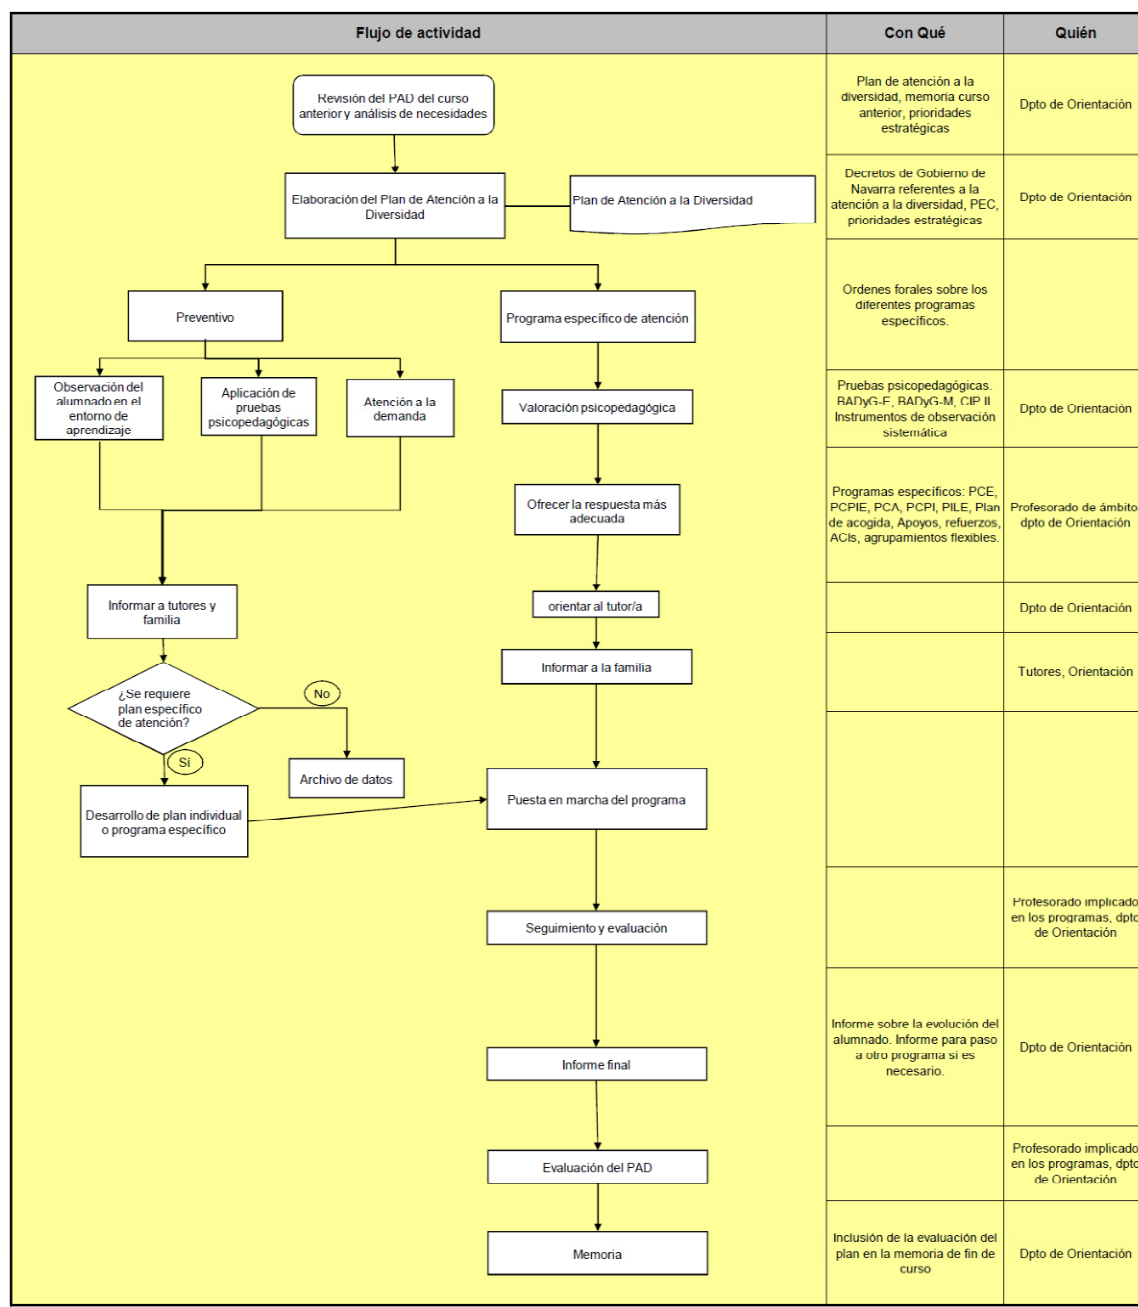 Flujo de actividad
Con Qué
Quién
Revisión del PAD del curso
anterior y análisis de necesidades
Plan de atención a la
diversidad, memoria curso
anterior, prioridades
estratégicas
Dpto de Orientación
Elaboración del Plan de Atención a la
Diversidad
Plan de Atención a la Diversidad
Decretos de Gobierno de
Navarra referentes a la
atención a la diversidad, PEC,
prioridades estratégicas
Dpto de Orientación
Preventivo
Programa específico de atención
Ordenes forales sobre los
diferentes programas
específicos.
Observación del
alumnado en el
entorno de
aprendizaje
Aplicación de
pruebas
psicopedagógicas
Atención a la
demanda
Valoración psicopedagógica
Pruebas psicopedagógicas.
BADyG-E, BADyG-M, CIP II
Instrumentos de observación
sistemática
Dpto de Orientación
Ofrecer la respuesta más
adecuada
Programas específicos: PCE,
PCPIE, PCA, PCPI, PILE, Plan
de acogida, Apoyos, refuerzos,
ACIs, agrupamientos flexibles.
Profesorado de ámbito,
dpto de Orientación
Informar a tutores y
familia
orientar al tutor/a
Dpto de Orientación
Informar a la familia
Tutores, Orientación
¿Se requiere
plan específico
de atención?
No
Sí
Archivo de datos
Desarrollo de plan individual
o programa específico
Puesta en marcha del programa
Seguimiento y evaluación
Profesorado implicado
en los programas, dpto
de Orientación
Informe final
Informe sobre la evolución del
alumnado. Informe para paso
a otro programa si es
necesario.
Dpto de Orientación
Evaluación del PAD
Profesorado implicado
en los programas, dpto
de Orientación
Memoria
Inclusión de la evaluación del
plan en la memoria de fin de
curso
Dpto de Orientación